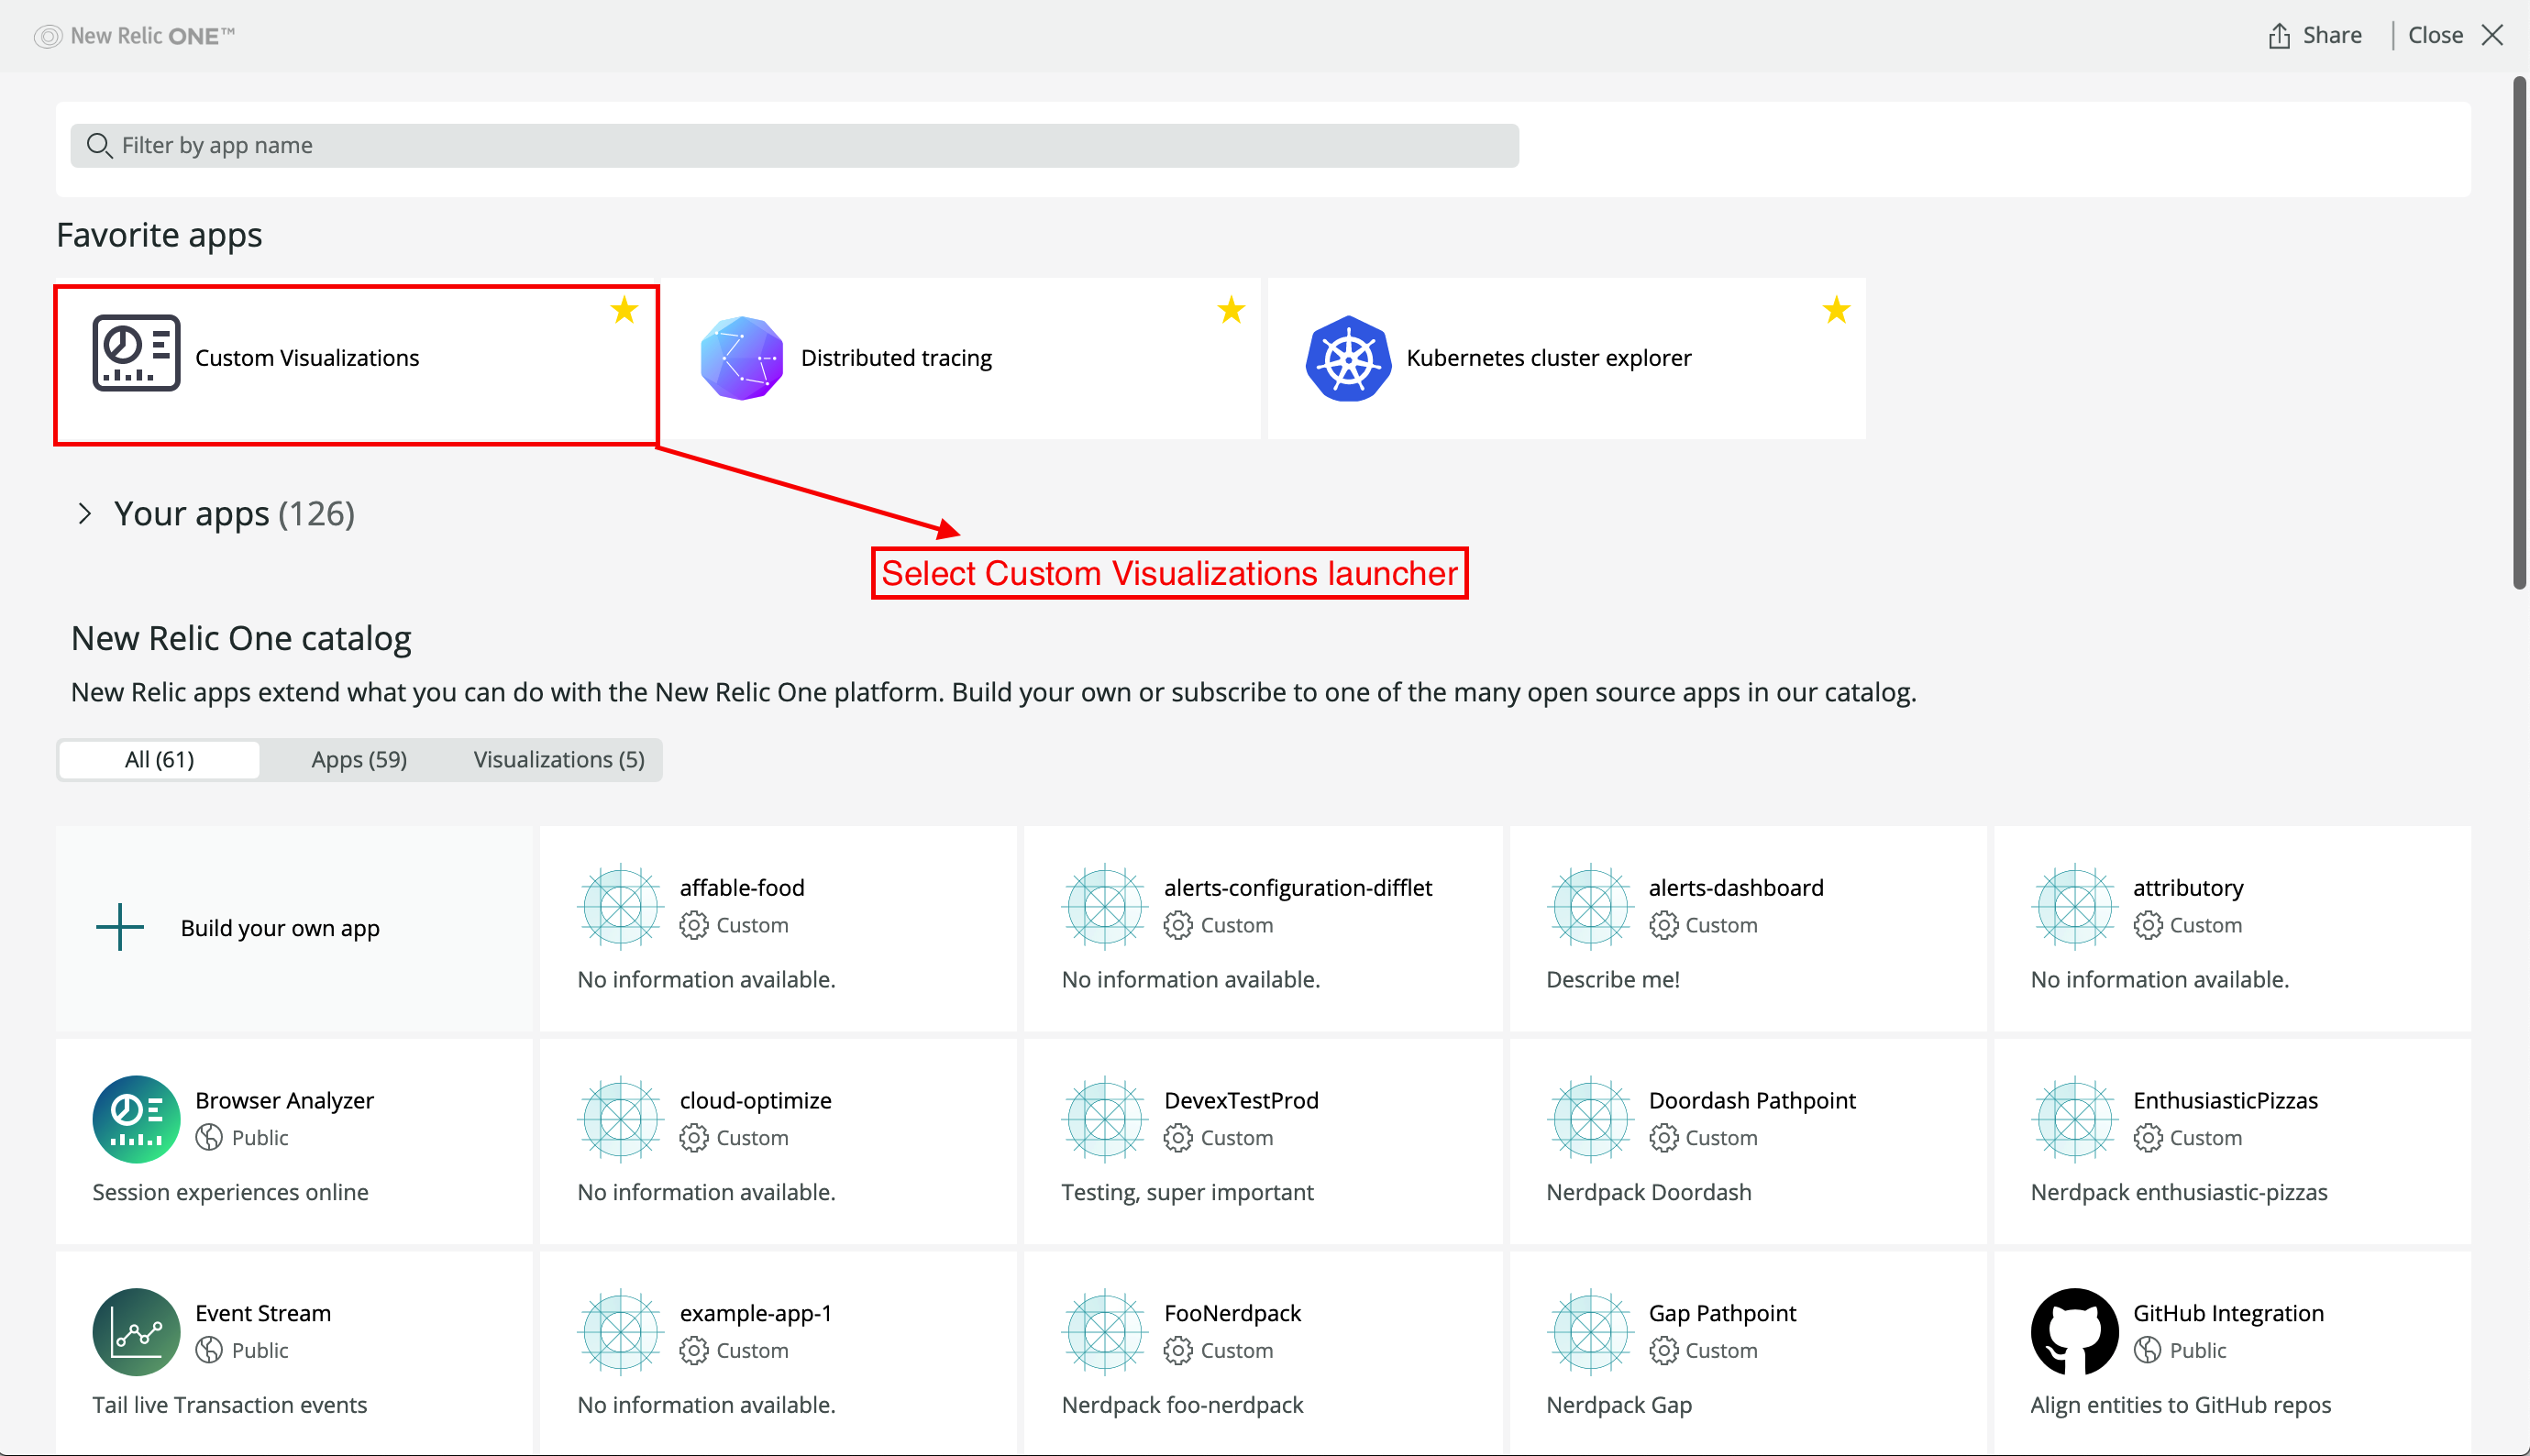 New Relic ONE™
Share | Close
Filter by app name
Favorite apps
Custom Visualizations
Distributed tracing
Kubernetes cluster explorer
Your apps (126)
Select Custom Visualizations launcher
New Relic One catalog
New Relic apps extend what you can do with the New Relic One platform. Build your own or subscribe to one of the many open source apps in our catalog.
All (61)
Apps (59)
Visualizations (5)
Build your own app
affable-food
Custom
No information available.
alerts-configuration-difflet
Custom
No information available.
alerts-dashboard
Custom
Describe me!
attributory
Custom
No information available.
Browser Analyzer
Public
Session experiences online
cloud-optimize
Custom
No information available.
DevexTestProd
Custom
Testing, super important
Doordash Pathpoint
Custom
Nerdpack Doordash
EnthusiasticPizzas
Custom
Nerdpack enthusiastic-pizzas
Event Stream
Public
Tail live Transaction events
example-app-1
Custom
No information available.
FooNerdpack
Custom
Nerdpack foo-nerdpack
Gap Pathpoint
Custom
Nerdpack Gap
GitHub Integration
Public
Align entities to GitHub repos